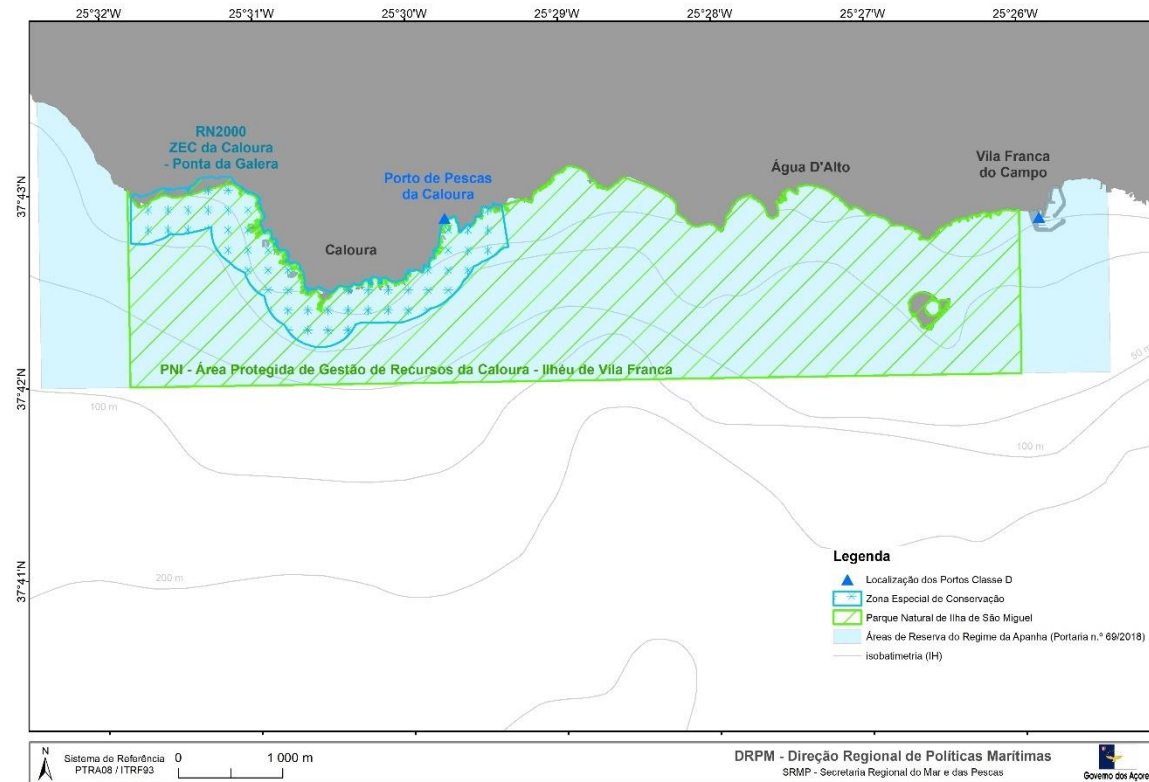 25°32'W
25°31'W
25°30'W
25°29'W
25°28'W
25°27'W
25°26'W
37°43'N
37°42'N
37°41'N
RN2000
ZEC da Caloura
- Ponta da Galera
Porto de Pescas
da Caloura
Caloura
Água D'Alto
Vila Franca
do Campo
PNI - Área Protegida de Gestão de Recursos da Caloura - Ilhéu de Vila Franca
50 m
100 m
100 m
200 m
Legenda
Localização dos Portos Classe D
Zona Especial de Conservação
Parque Natural de Ilha de São Miguel
Áreas de Reserva do Regime da Apanha (Portaria n.º 69/2018)
isobatimetria (IH)
N
Sistema de Referência
PTRA08 / ITRF93
0
1 000 m
DRPM - Direção Regional de Políticas Marítimas
SRMP - Secretaria Regional do Mar e das Pescas
Governo dos Açores